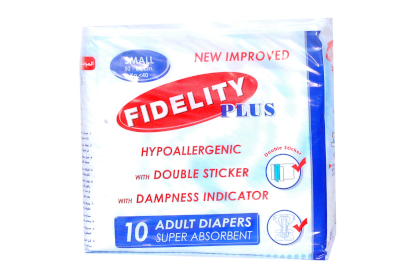 SMALL
NEW IMPROVED
FIDELITY
PLUS
HYPOALLERGENIC
WITH DOUBLE STICKER
WITH DAMPNESS INDICATOR
Double Sticker
10 ADULT DIAPERS
SUPER ABSORBENT